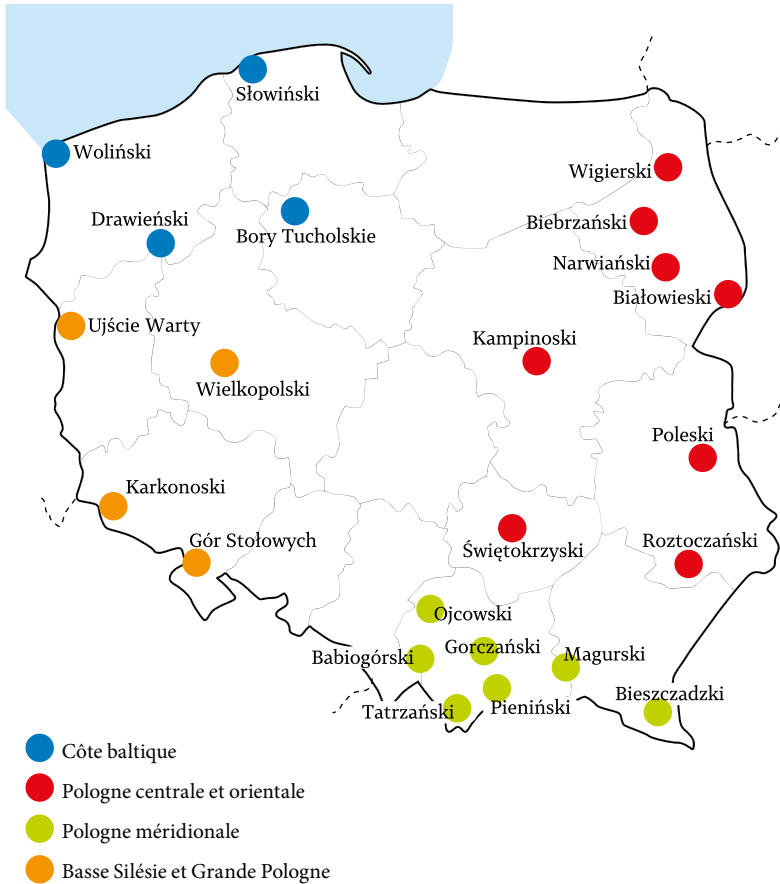 Słowiński
Woliński
Wigierski
Drawieński
Biebrzański
Bory Tucholskie
Narwiański
Białowieski
Ujście Warty
Kampinoski
Wielkopolski
Poleski
Karkonoski
Gór Stołowych
Roztoczański
Świętokrzyski
Ojcowski
Gorczański
Magurski
Babiogórski
Bieszczadzki
Pieniński
Tatrzański
Côte baltique
Pologne centrale et orientale
Pologne méridionale
Basse Silésie et Grande Pologne